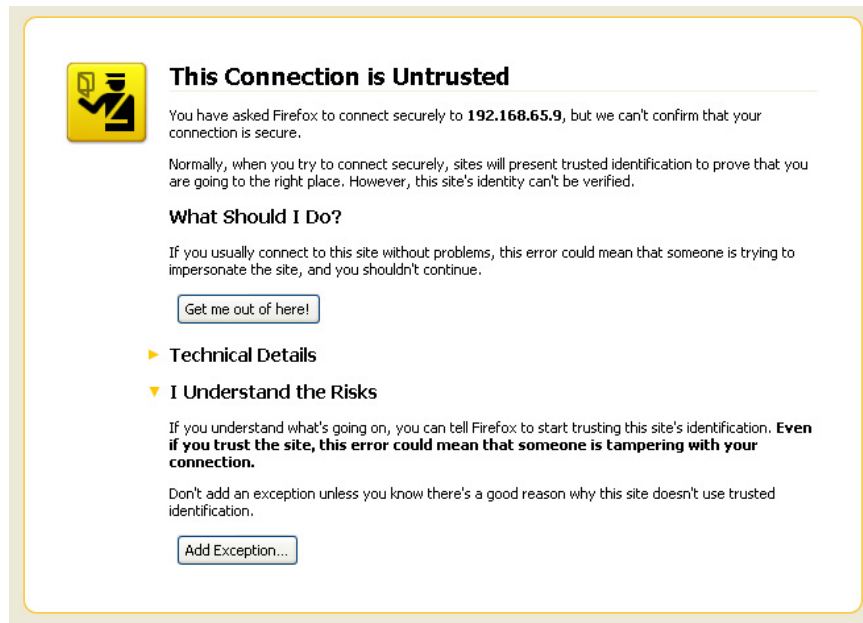 This Connection is Untrusted
You have asked Firefox to connect securely to 192.168.65.9, but we can't confirm that your
connection is secure.
Normally, when you try to connect securely, sites will present trusted identification to prove that you
are going to the right place. However, this site's identity can't be verified.
What Should I Do?
If you usually connect to this site without problems, this error could mean that someone is trying to
impersonate the site, and you shouldn't continue.
Get me out of here!
Technical Details
I Understand the Risks
If you understand what's going on, you can tell Firefox to start trusting this site's identification. Even
if you trust the site, this error could mean that someone is tampering with your
connection.
Don't add an exception unless you know there's a good reason why this site doesn't use trusted
identification.
Add Exception...